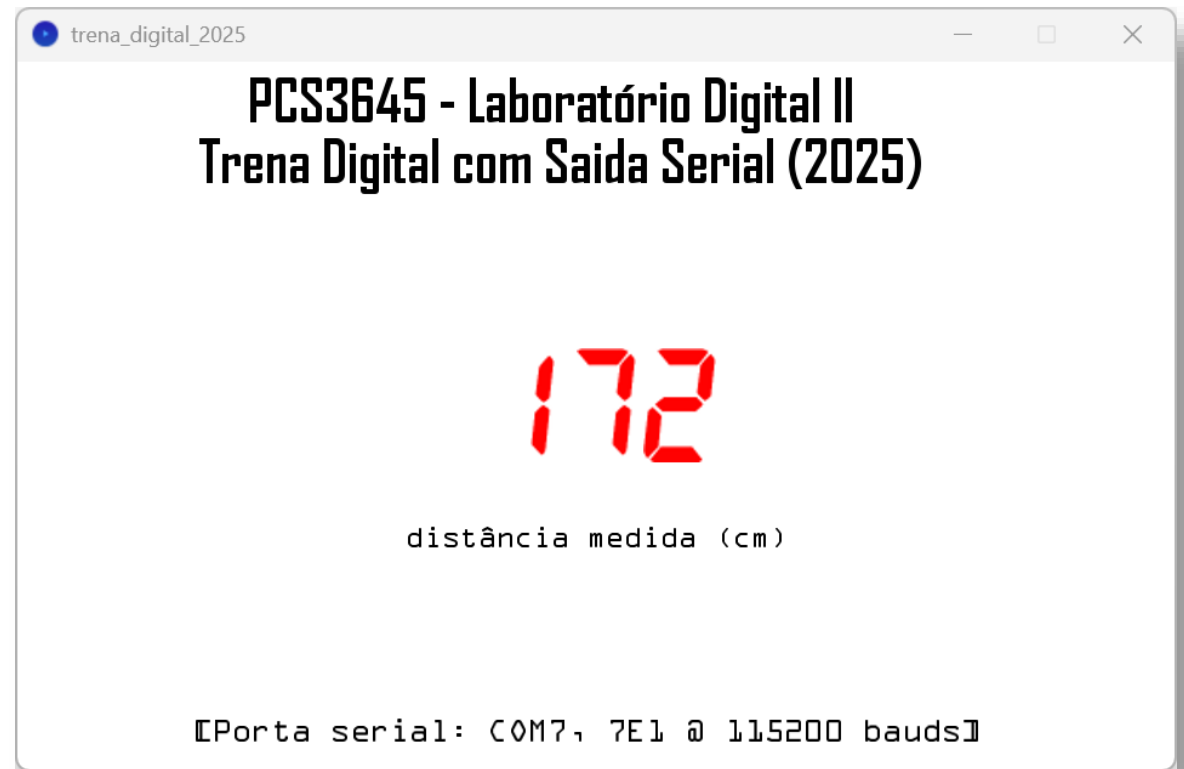 trena_digital_2025
PCS3645 - Laboratório Digital II
Trena Digital com Saida Serial (2025)
172
distância medida (cm)
[Porta serial: COM7, 7E1 @ 115200 bauds]